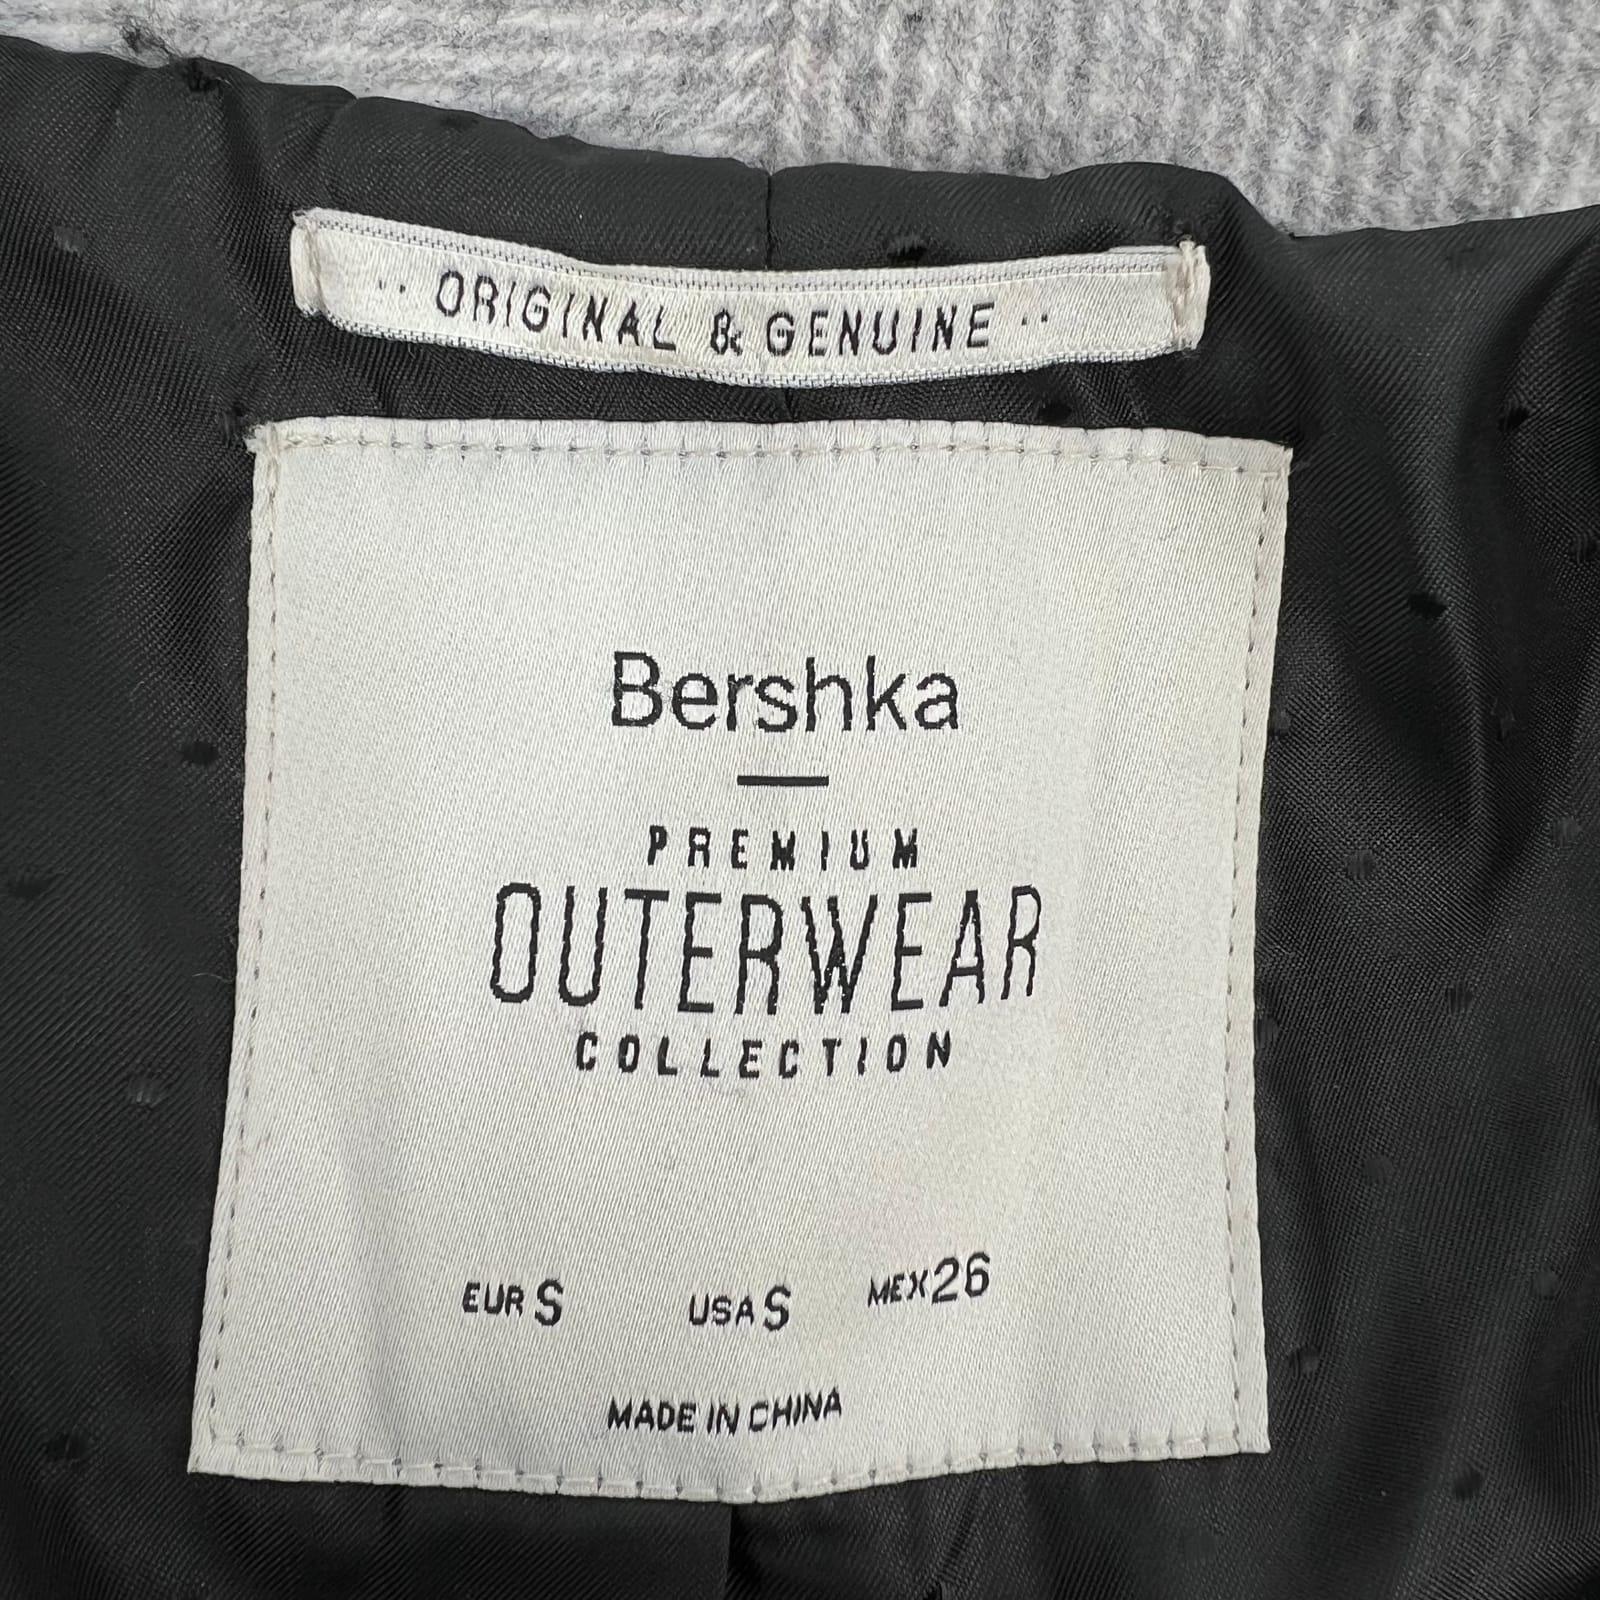 ·· ORIGINAL & GENUINE ··
Bershka
PREMIUM
OUTERWEAR
COLLECTION
EUR S USA S MEX 26
MADE IN CHINA